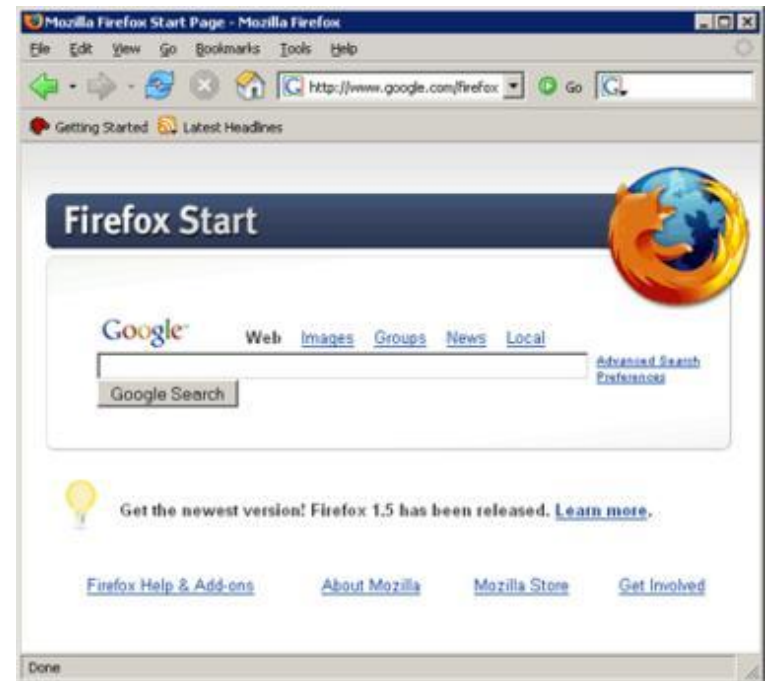 Mozilla Firefox Start Page - Mozilla Firefox
File Edit View Go Bookmarks Tools Help
http://www.google.com/firefox Go G
Getting Started Latest Headlines
Firefox Start
Google™ Web Images Groups News Local
Advanced Search
Preferences
Google Search
Get the newest version! Firefox 1.5 has been released. Learn more.
Firefox Help & Add-ons About Mozilla Mozilla Store Get Involved
Done